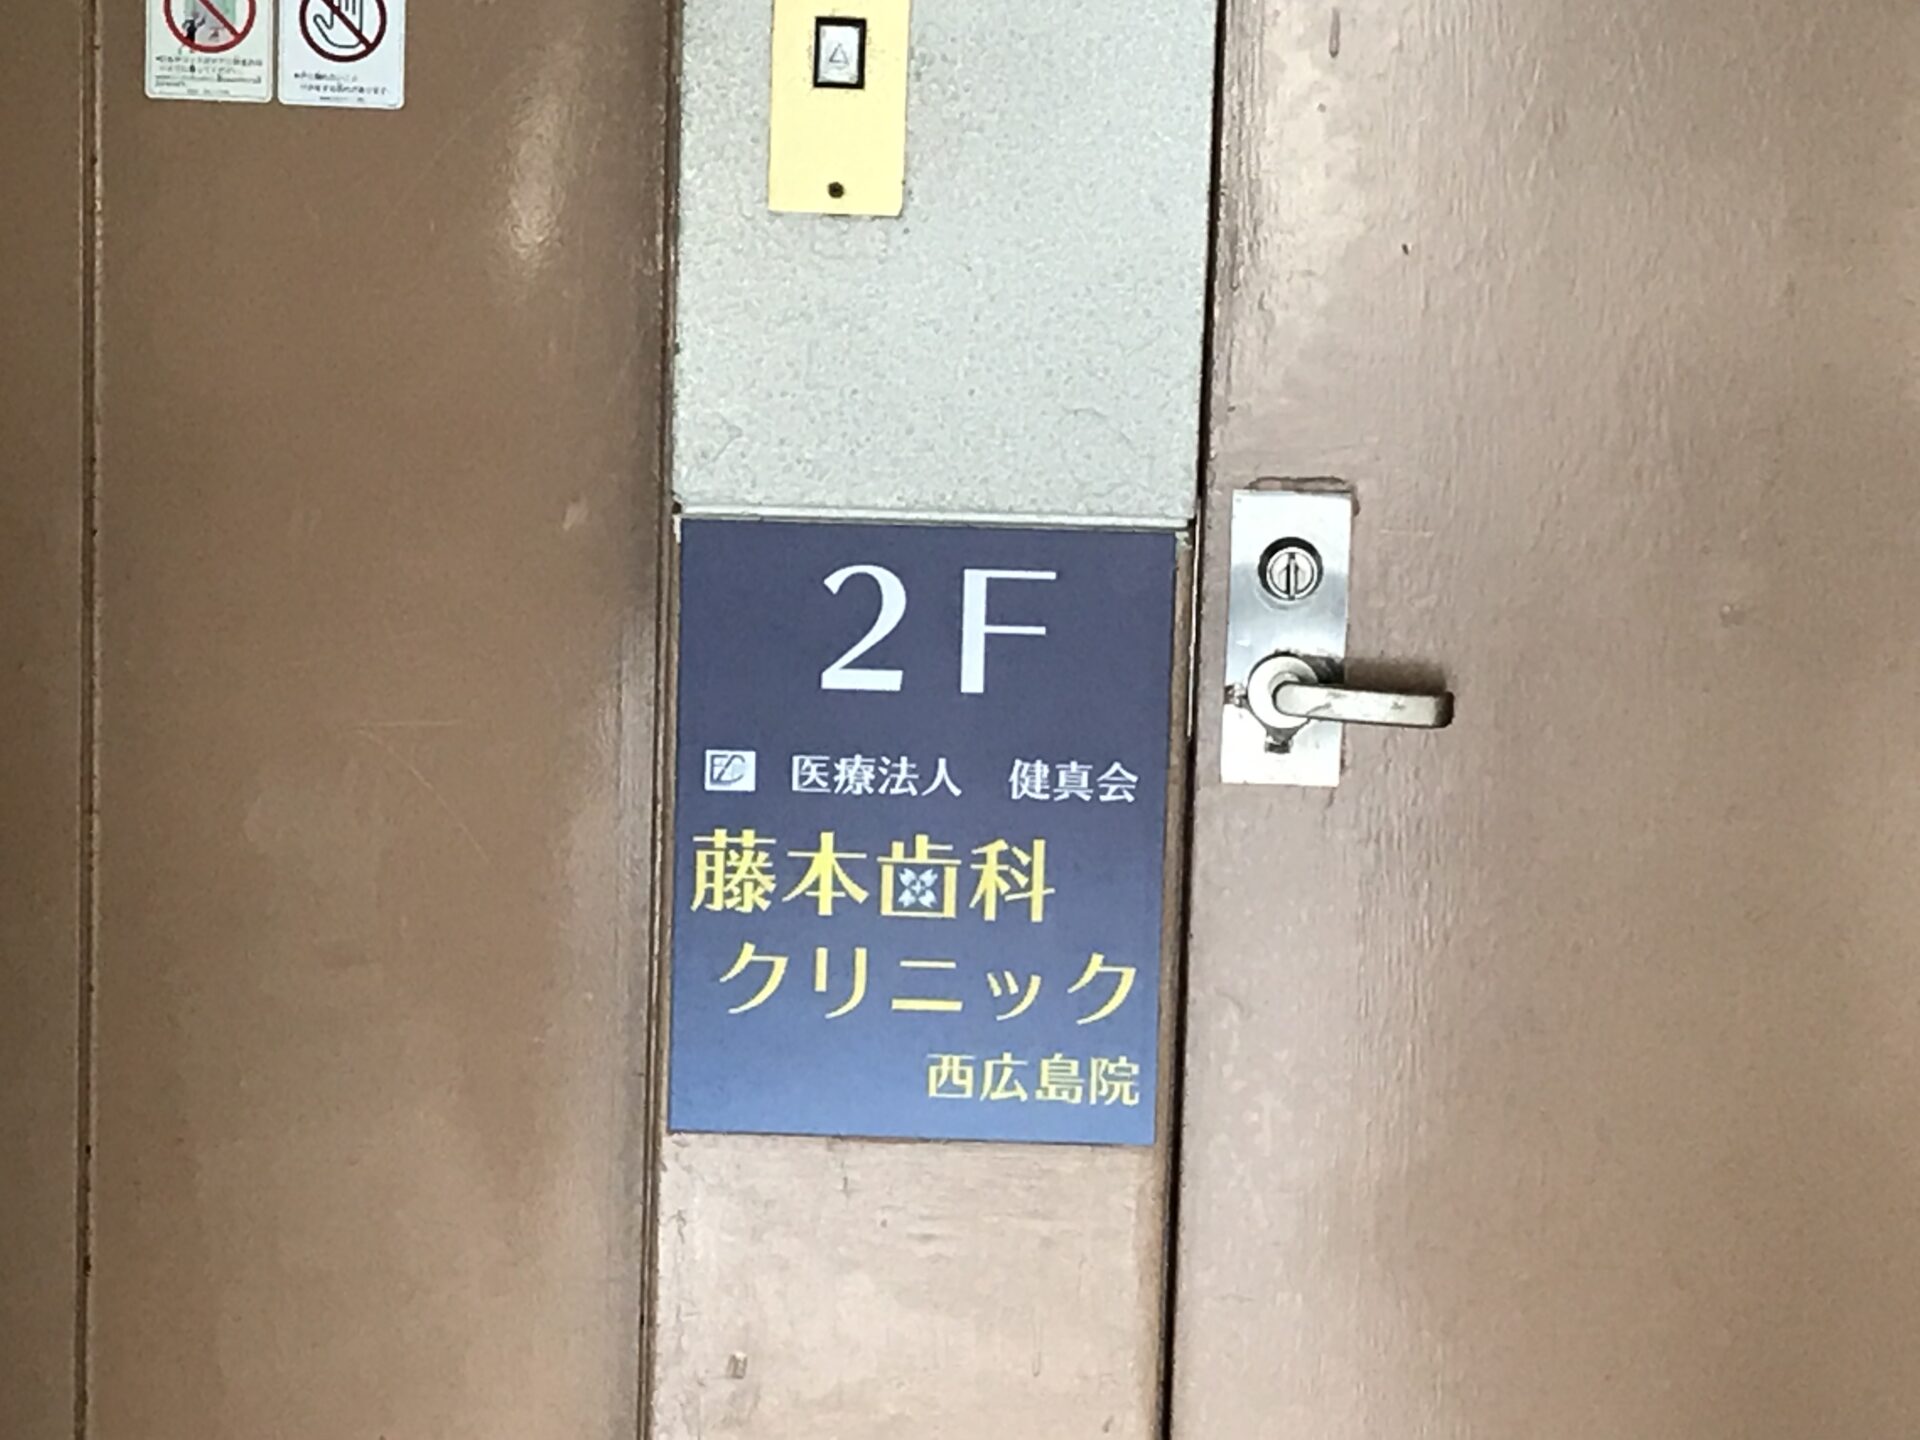 2F
医療法人 健真会
藤本歯科
クリニック
西広島院